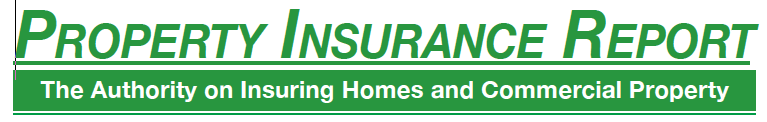 PROPERTY INSURANCE REPORT
The Authority on Insuring Homes and Commercial Property